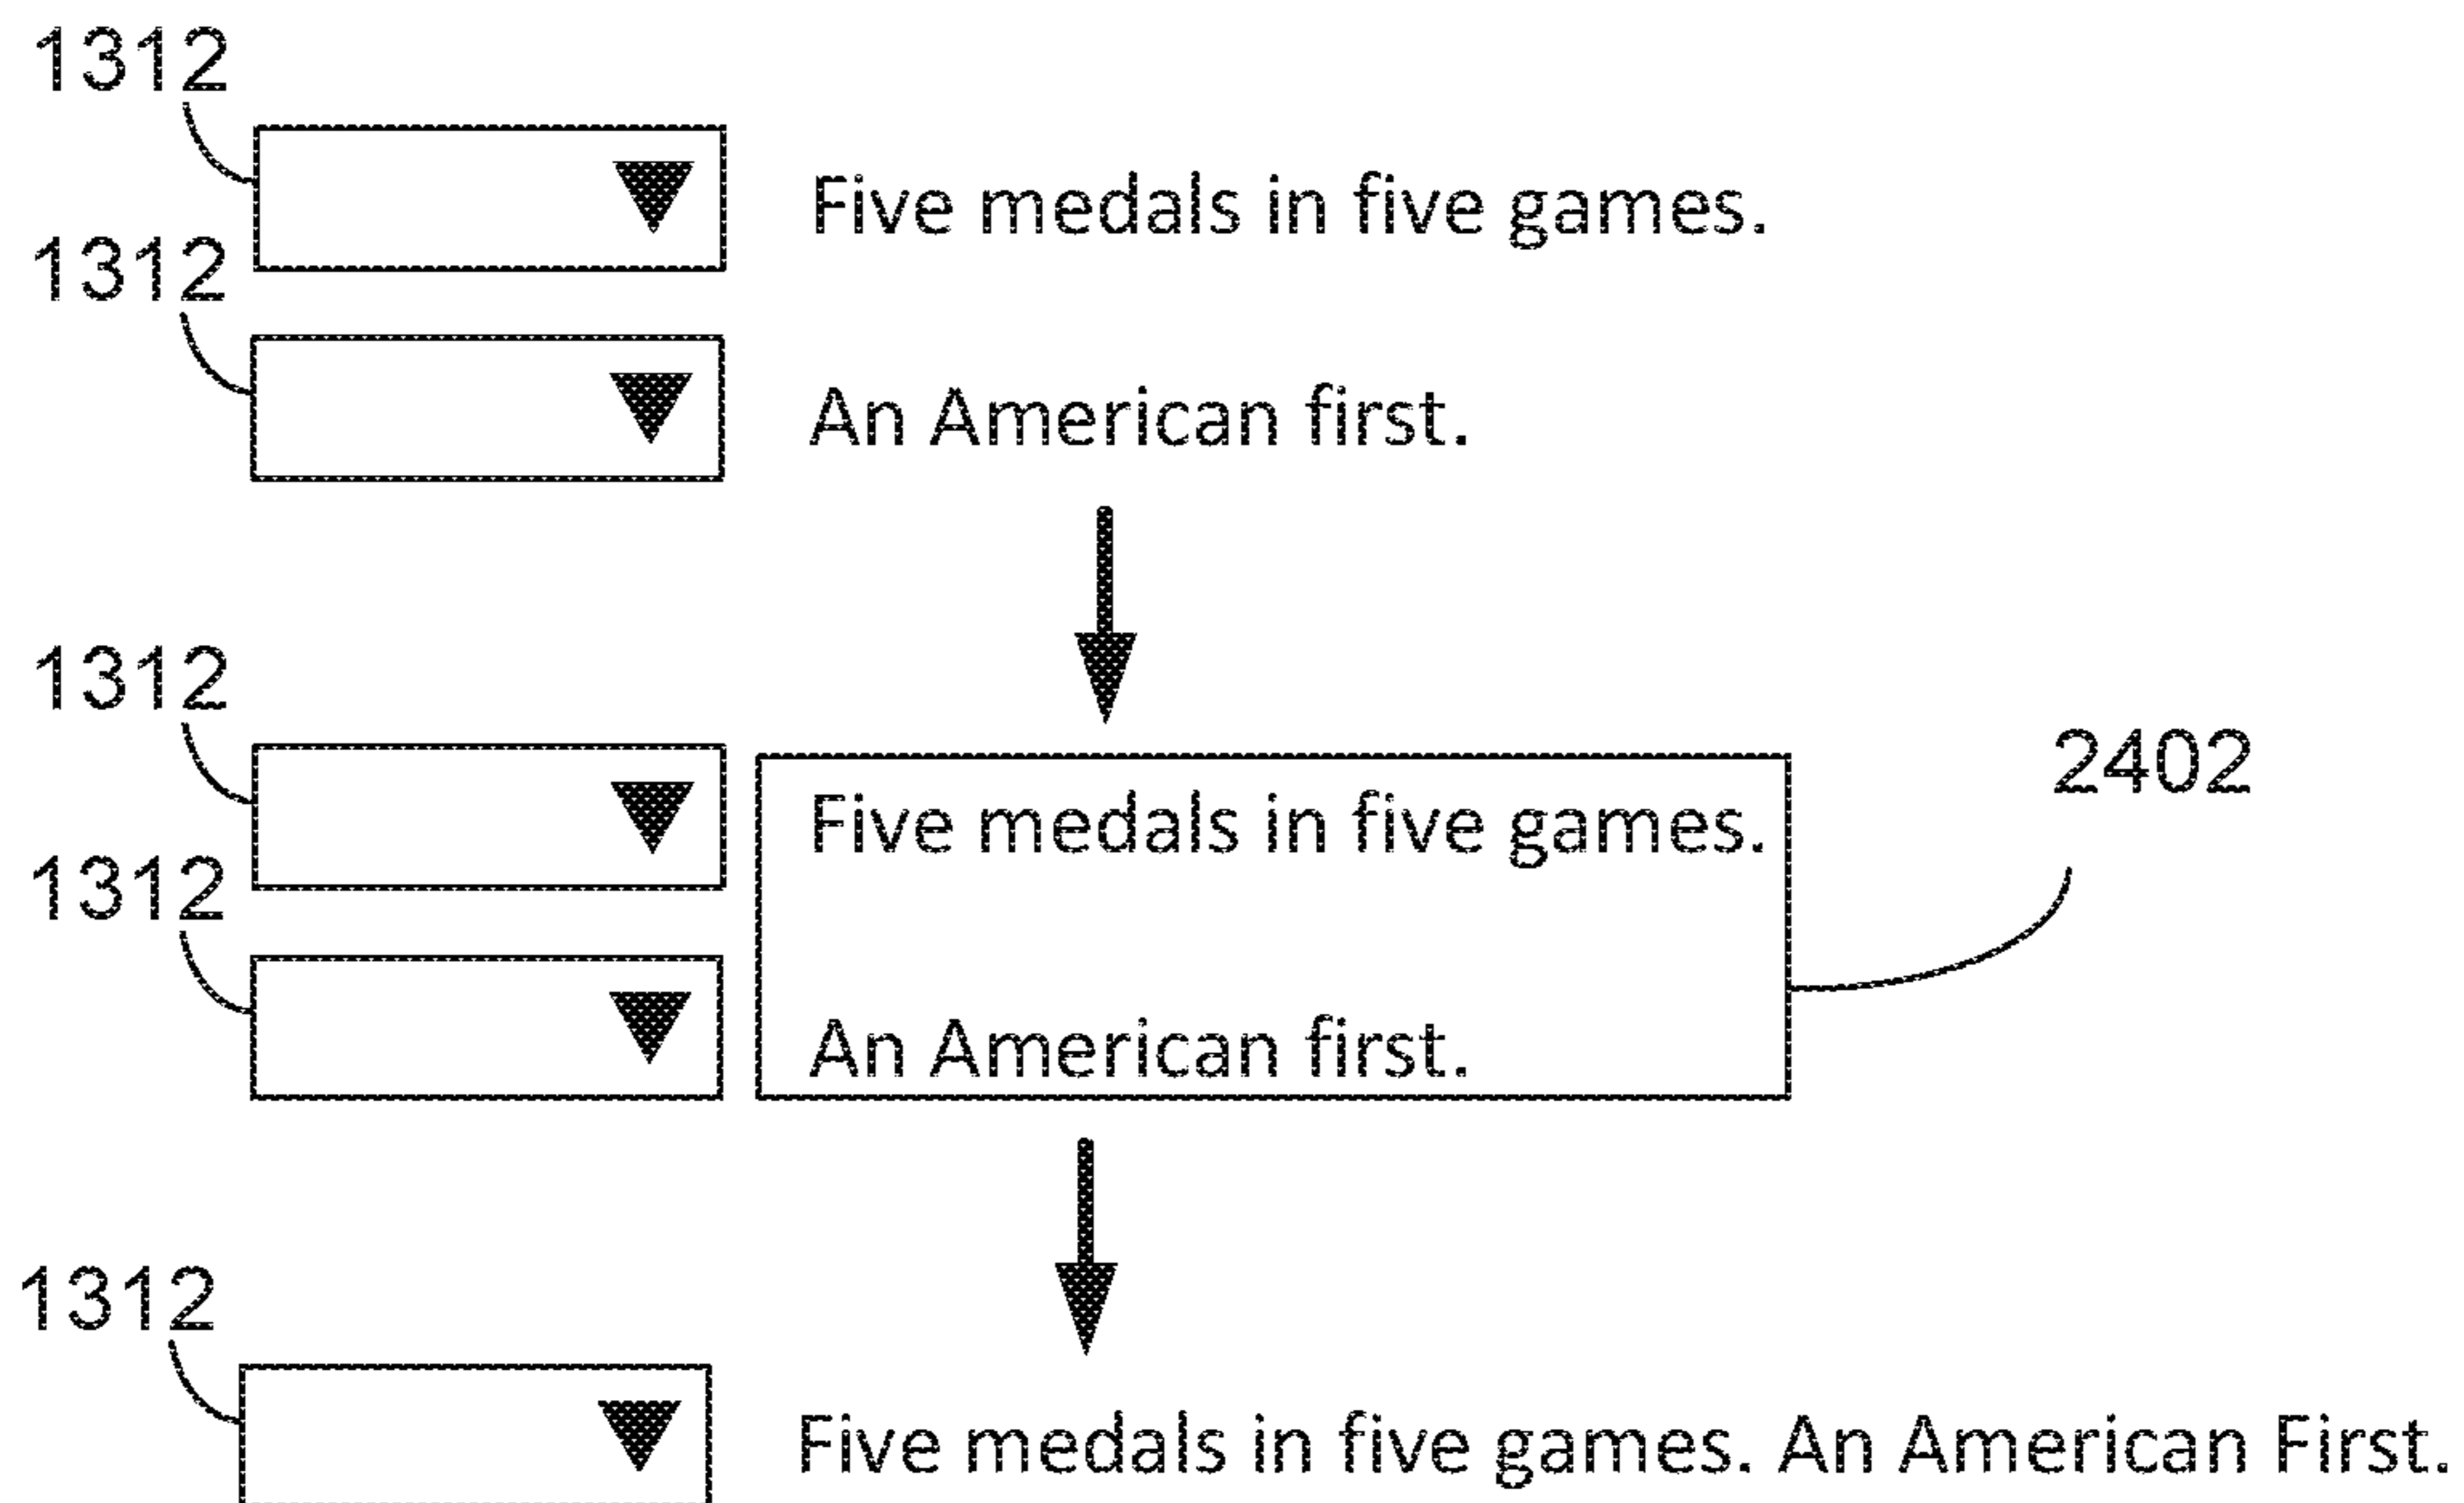 1312
Five medals in five games.
1312
An American first.
1312
2402
Five medals in five games.
1312
An American first.
1312
Five medals in five games. An American First.